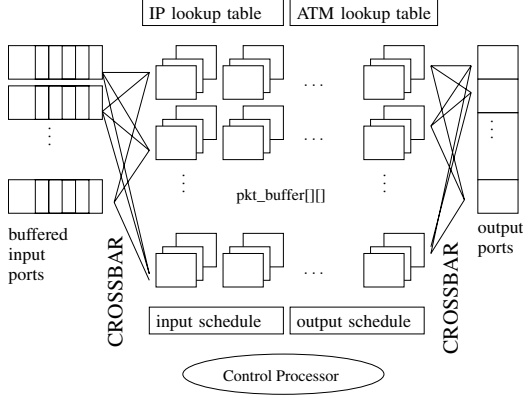 IP lookup table
ATM lookup table
pkt_buffer[][]
buffered
input
ports
CROSSBAR
CROSSBAR
output
ports
input schedule
output schedule
Control Processor